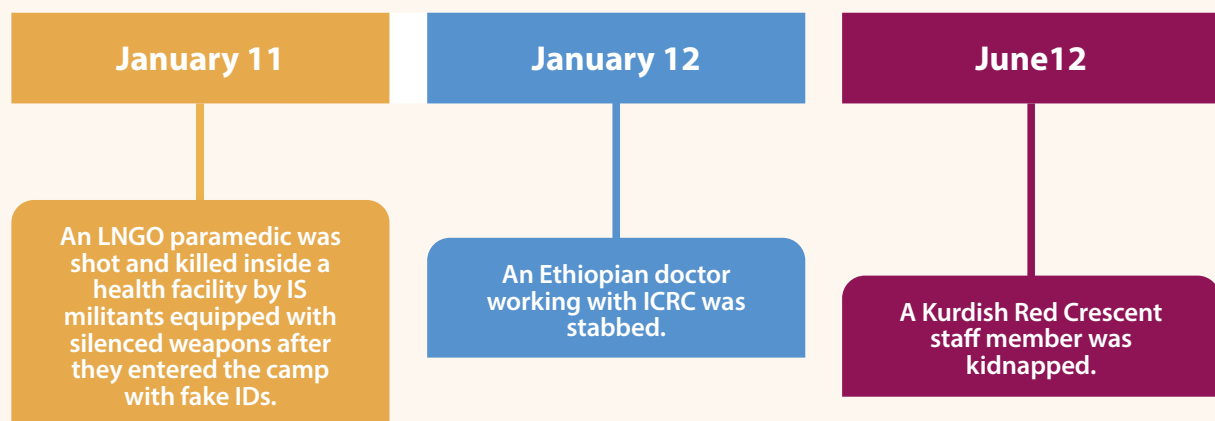 January 11
An LNGO paramedic was
shot and killed inside a
health facility by IS
militants equipped with
silenced weapons after
they entered the camp
with fake IDs.
January 12
An Ethiopian doctor
working with ICRC was
stabbed.
June12
A Kurdish Red Crescent
staff member was
kidnapped.